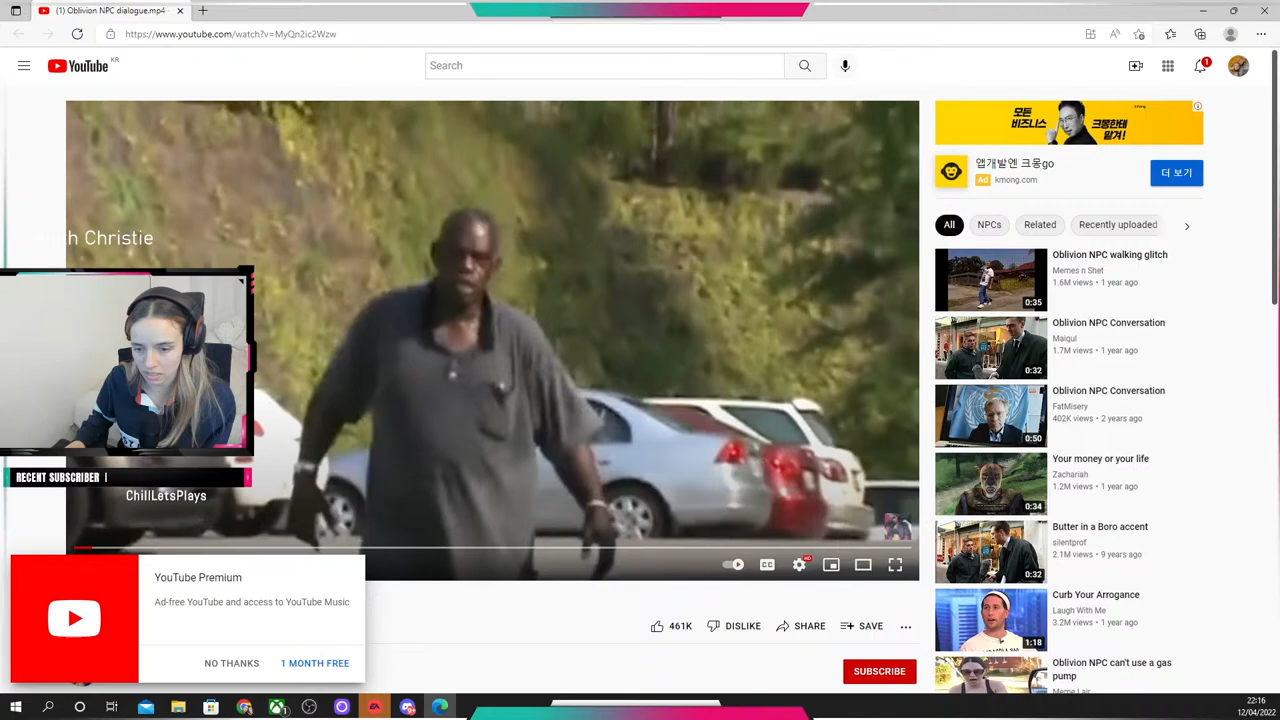 (1) Oblivion NPC dialogue.mp4 -
https://www.youtube.com/watch?v=MyQn2ic2Wzw
YouTube KR
Search
1
모든
비즈니스
크몽한테
맡겨!
앱개발엔 크몽go
Ad kmong.com
더 보기
All
NPCs
Related
Recently uploaded
Oblivion NPC walking glitch
Memes n Shet
1.6M views • 1 year ago
0:35
Oblivion NPC Conversation
Maiqul
1.7M views • 1 year ago
0:32
Oblivion NPC Conversation
FatMisery
402K views • 2 years ago
0:50
Your money or your life
Zachariah
1.2M views • 1 year ago
0:34
Butter in a Boro accent
silentprof
2.1M views • 9 years ago
0:32
Curb Your Arrogance
Laugh With Me
3.2M views • 1 year ago
1:18
Oblivion NPC can't use a gas
pump
Meme Lair
Christie
RECENT SUBSCRIBER |
ChillLetsPlays
CC
HD
YouTube Premium
Ad-free YouTube and access to YouTube Music
NO THANKS
1 MONTH FREE
461K
DISLIKE
SHARE
SAVE
SUBSCRIBE
EA
22:16
12/04/2022